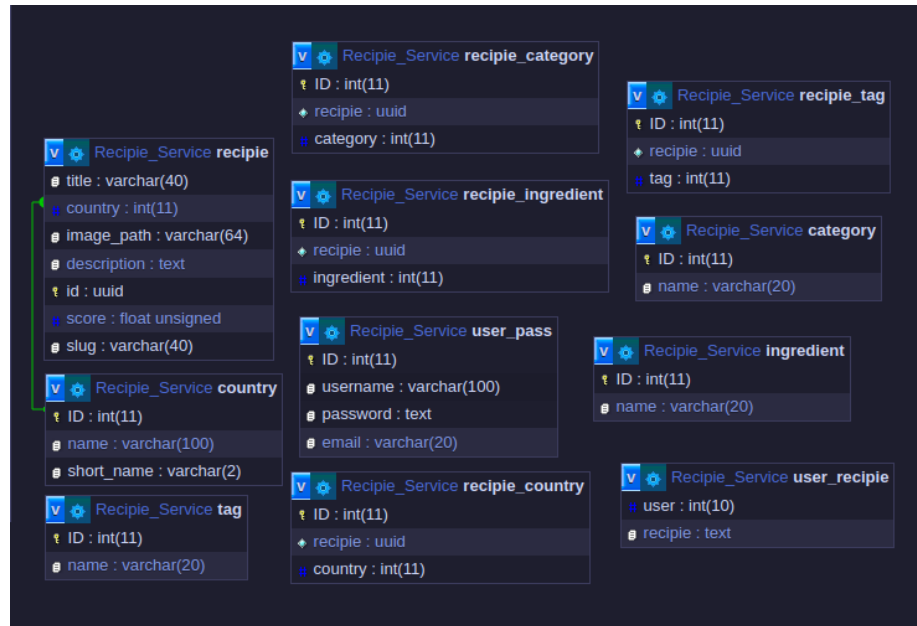 V Recipie_Service recipie
title : varchar(40)
country : int(11)
image_path : varchar(64)
description : text
id : uuid
score : float unsigned
slug : varchar(40)
V Recipie_Service country
ID : int(11)
name : varchar(100)
short_name : varchar(2)
V Recipie_Service tag
ID : int(11)
name : varchar(20)
V Recipie_Service recipie_category
ID : int(11)
recipie : uuid
category : int(11)
V Recipie_Service recipie_ingredient
ID : int(11)
recipie : uuid
ingredient : int(11)
V Recipie_Service user_pass
ID : int(11)
username : varchar(100)
password : text
email : varchar(20)
V Recipie_Service recipie_country
ID : int(11)
recipie : uuid
country : int(11)
V Recipie_Service recipie_tag
ID : int(11)
recipie : uuid
tag : int(11)
V Recipie_Service category
ID : int(11)
name : varchar(20)
V Recipie_Service ingredient
ID : int(11)
name : varchar(20)
V Recipie_Service user_recipie
user : int(10)
recipie : text